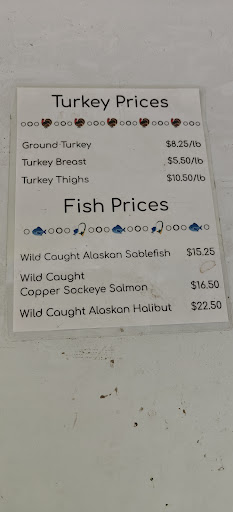 Turkey Prices
Ground Turkey $8.25/lb
Turkey Breast $5.50/lb
Turkey Thighs $10.50/lb
Fish Prices
Wild Caught Alaskan Sablefish $15.25
Wild Caught
Copper Sockeye Salmon $16.50
Wild Caught Alaskan Halibut $22.50